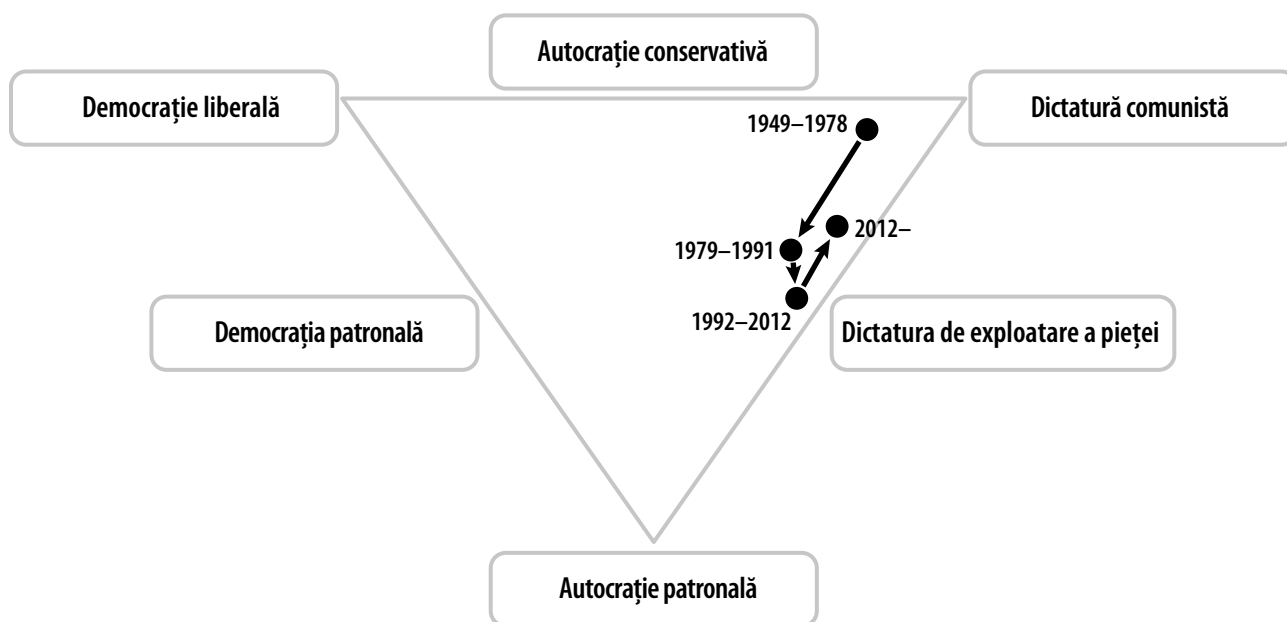 Autocrație conservativă
Democrație liberală
Dictatură comunistă
1949–1978
2012–
1979–1991
1992–2012
Democrația patronală
Dictatura de exploatare a pieței
Autocrație patronală